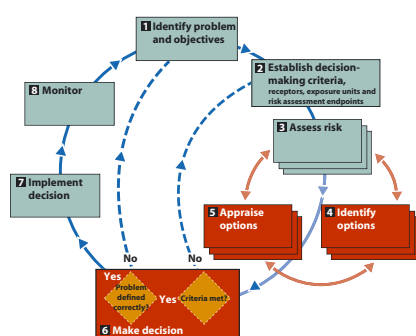 1 Identify problem
and objectives
2 Establish decision-
making criteria,
receptors, exposure units and
risk assessment endpoints
3 Assess risk
4 Identify
options
5 Appraise
options
No
No
Yes
Problem
defined
correctly?
Yes
Criteria met?
6 Make decision
7 Implement
decision
8 Monitor